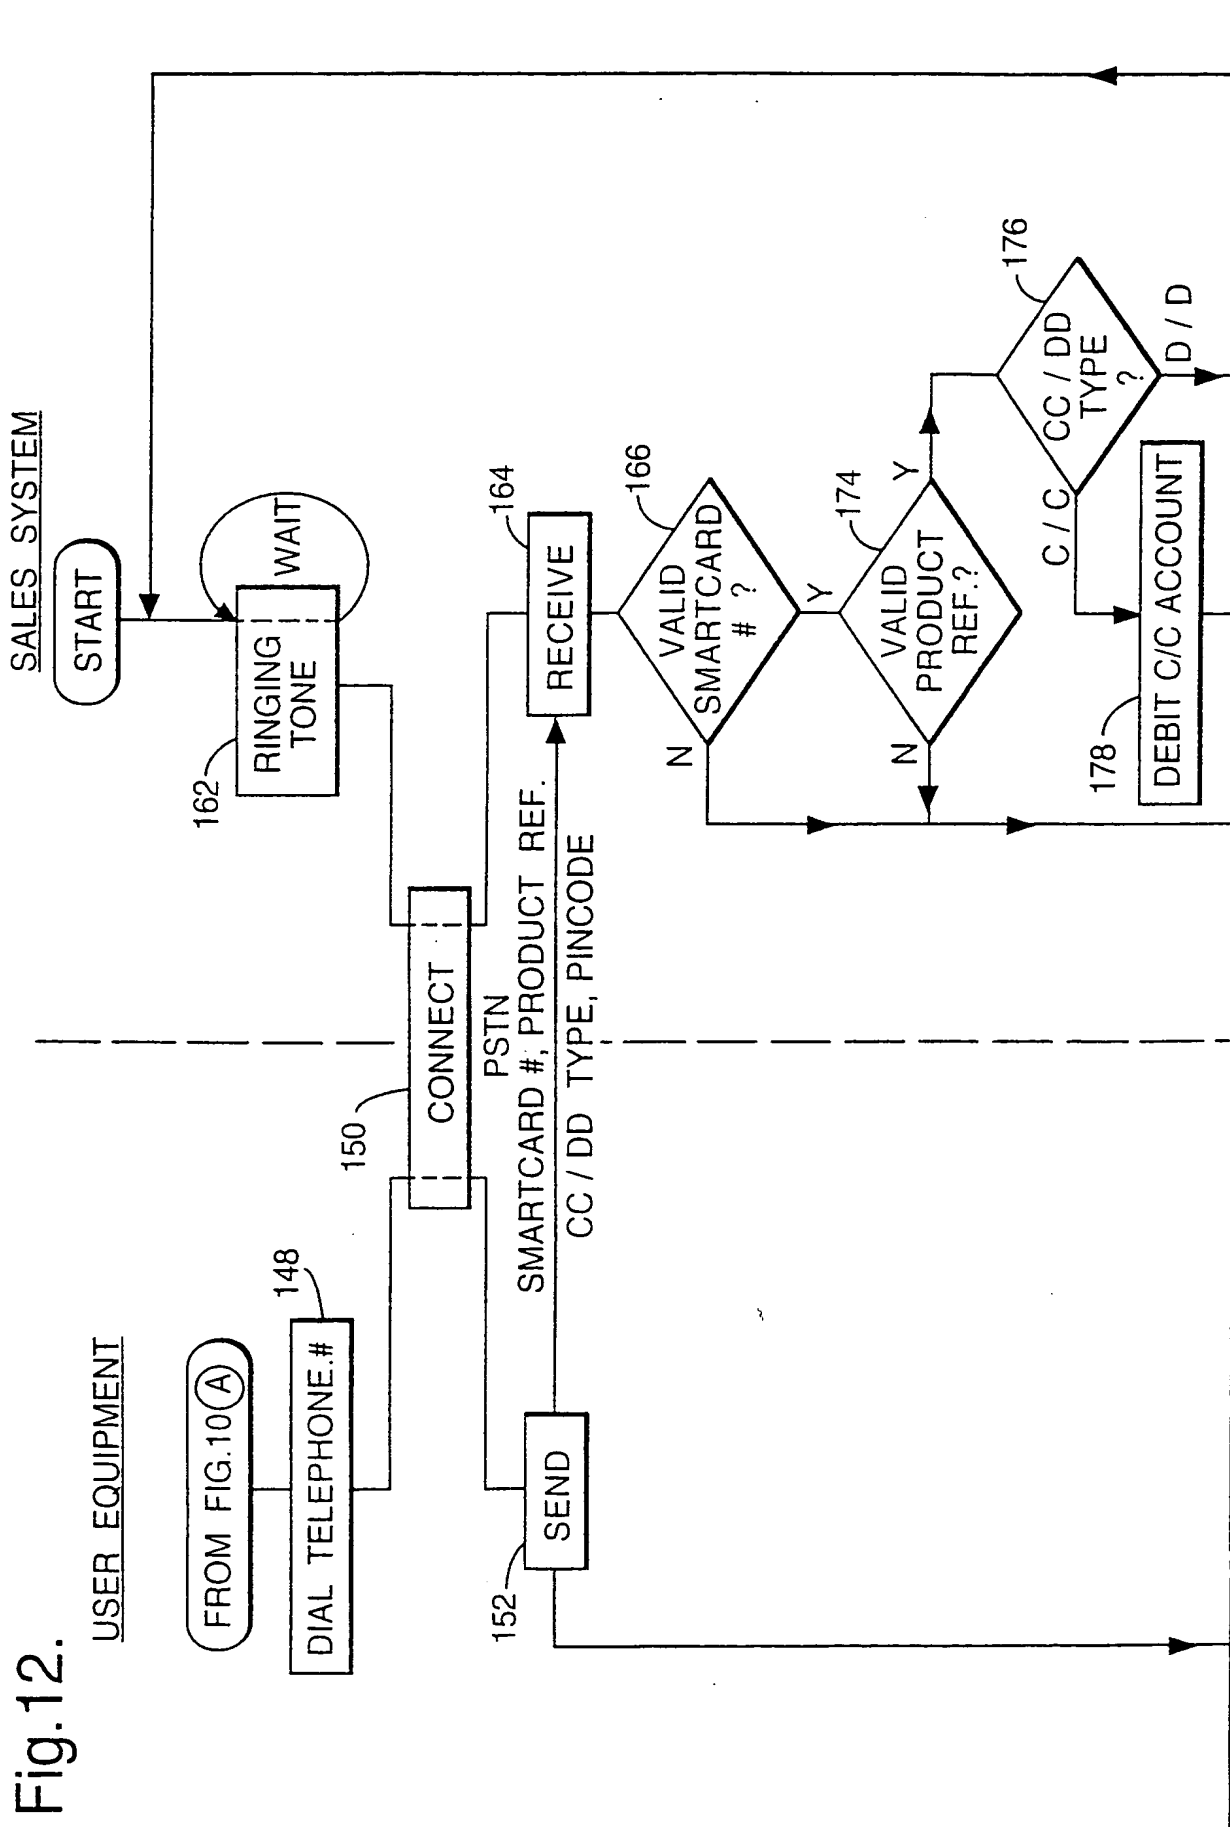 Fig.12.
USER EQUIPMENT
SALES SYSTEM
FROM FIG.10 A
START
148
DIAL TELEPHONE.#
162
RINGING
TONE
WAIT
150
CONNECT
PSTN
152
SEND
SMARTCARD #, PRODUCT REF.
CC / DD TYPE, PINCODE
164
RECEIVE
166
VALID
SMARTCARD
# ?
N
Y
174
VALID
PRODUCT
REF.?
N
Y
176
CC / DD
TYPE
?
C / C
D / D
178
DEBIT C/C ACCOUNT